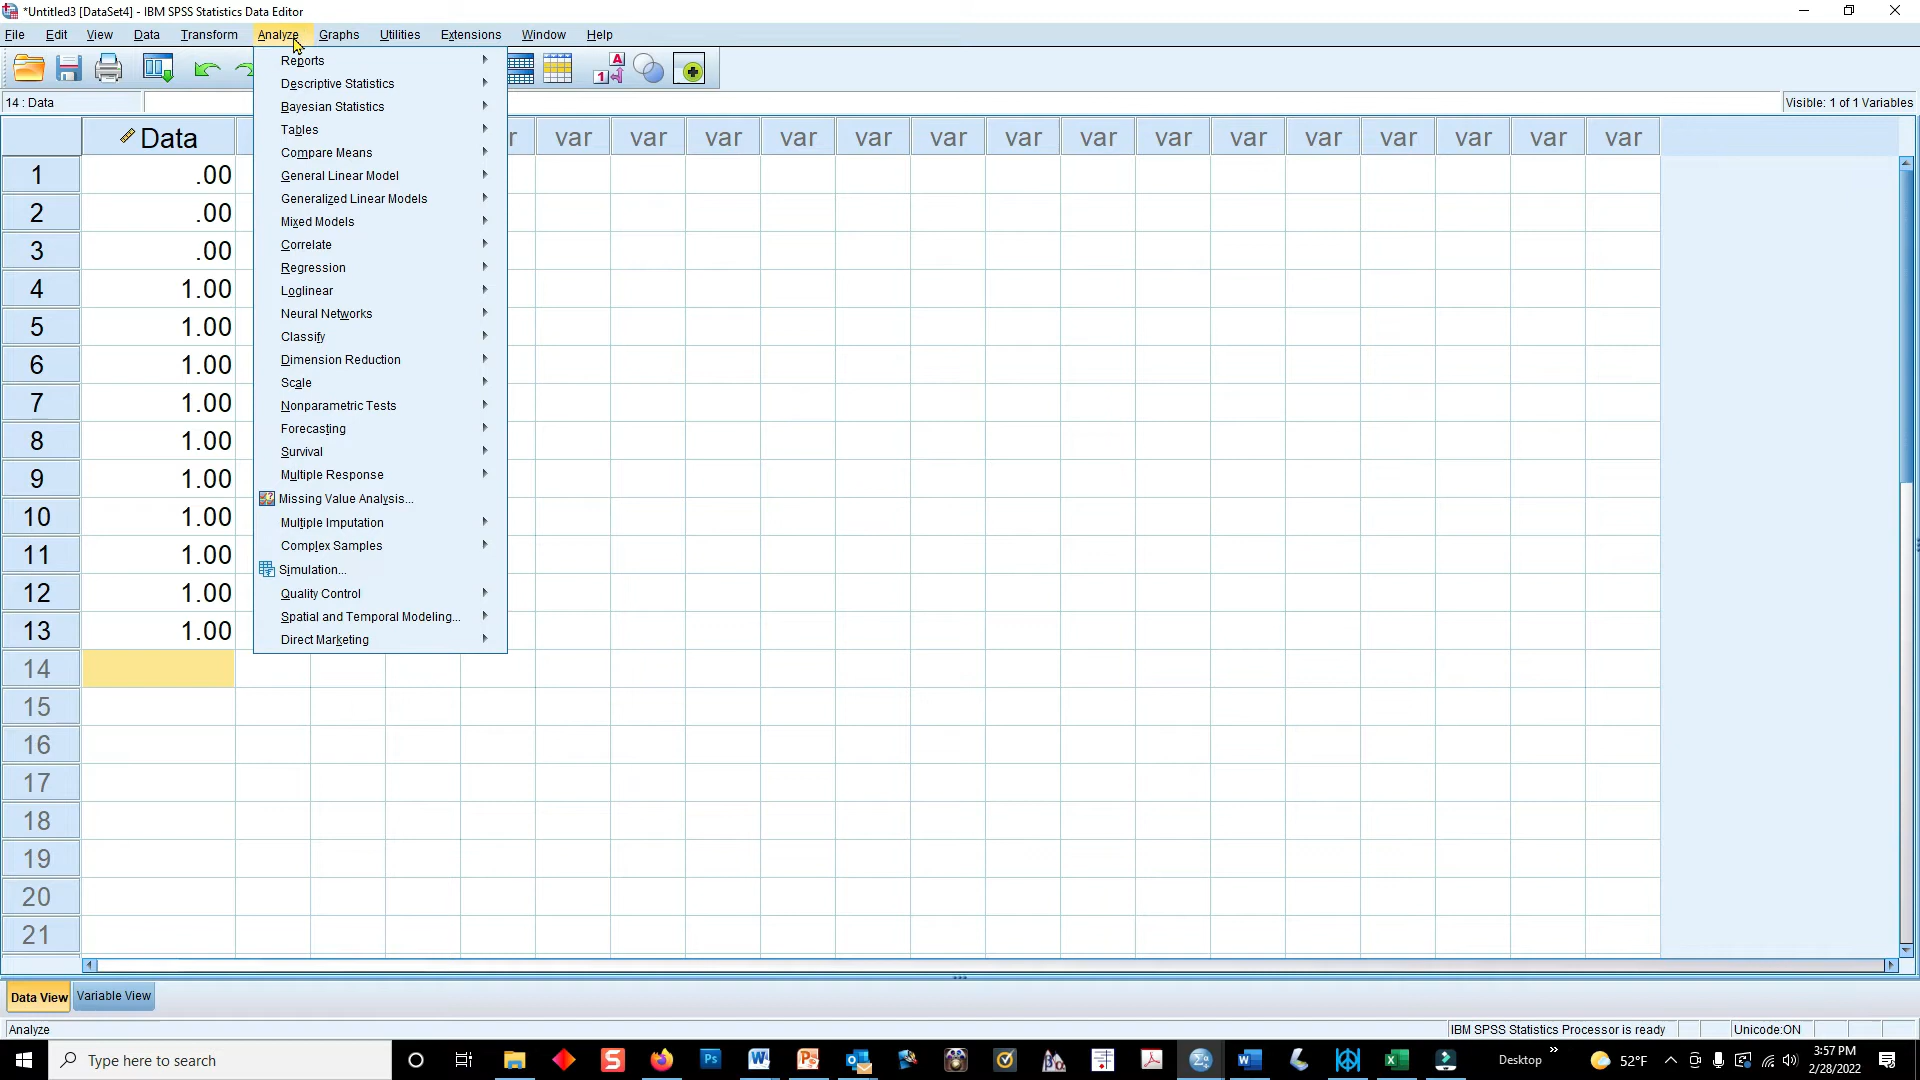 *Untitled3 [DataSet4] - IBM SPSS Statistics Data Editor
File Edit View Data Transform Analyze Graphs Utilities Extensions Window Help
14 : Data
Visible: 1 of 1 Variables
Reports
Descriptive Statistics
Bayesian Statistics
Tables
Compare Means
General Linear Model
Generalized Linear Models
Mixed Models
Correlate
Regression
Loglinear
Neural Networks
Classify
Dimension Reduction
Scale
Nonparametric Tests
Forecasting
Survival
Multiple Response
Missing Value Analysis...
Multiple Imputation
Complex Samples
Simulation...
Quality Control
Spatial and Temporal Modeling...
Direct Marketing
Data var var var var var var var var var var var var var var var
1 .00
2 .00
3 .00
4 1.00
5 1.00
6 1.00
7 1.00
8 1.00
9 1.00
10 1.00
11 1.00
12 1.00
13 1.00
14
15
16
17
18
19
20
21
Data View Variable View
Analyze
IBM SPSS Statistics Processor is ready
Unicode:ON
Type here to search
Desktop
52°F
3:57 PM
2/28/2022